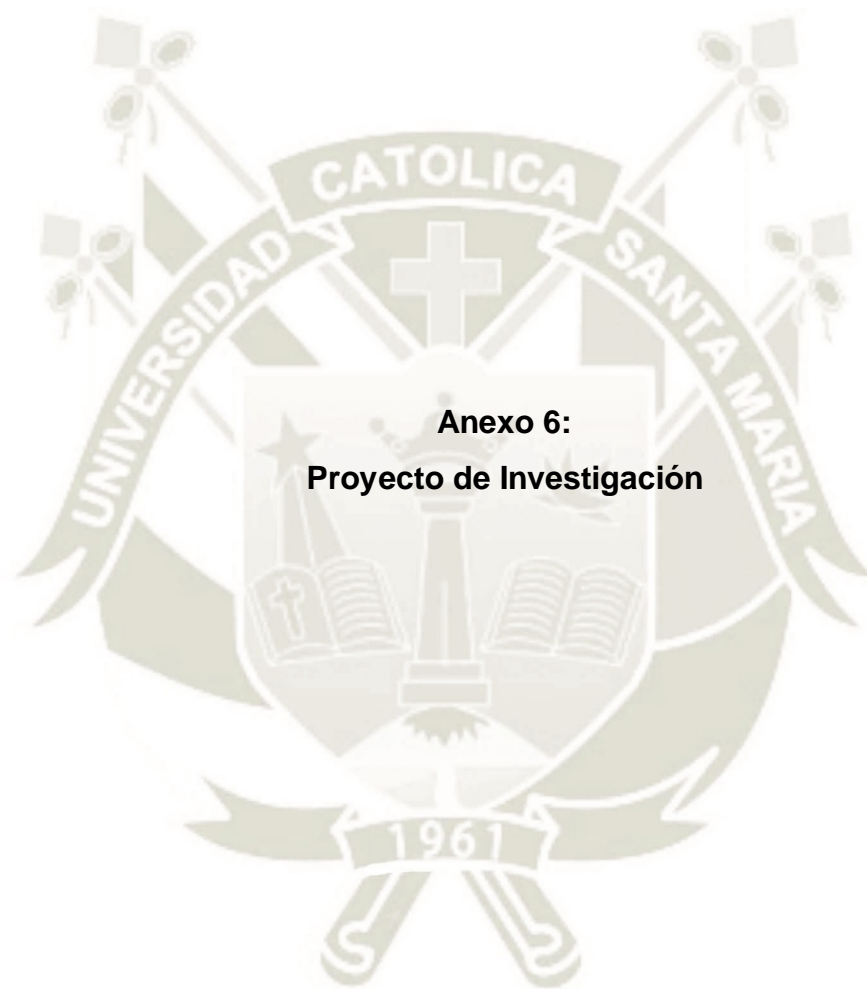 CATOLICA
UNIVERSIDAD
SANTA MARIA
Anexo 6:
Proyecto de Investigación
1961